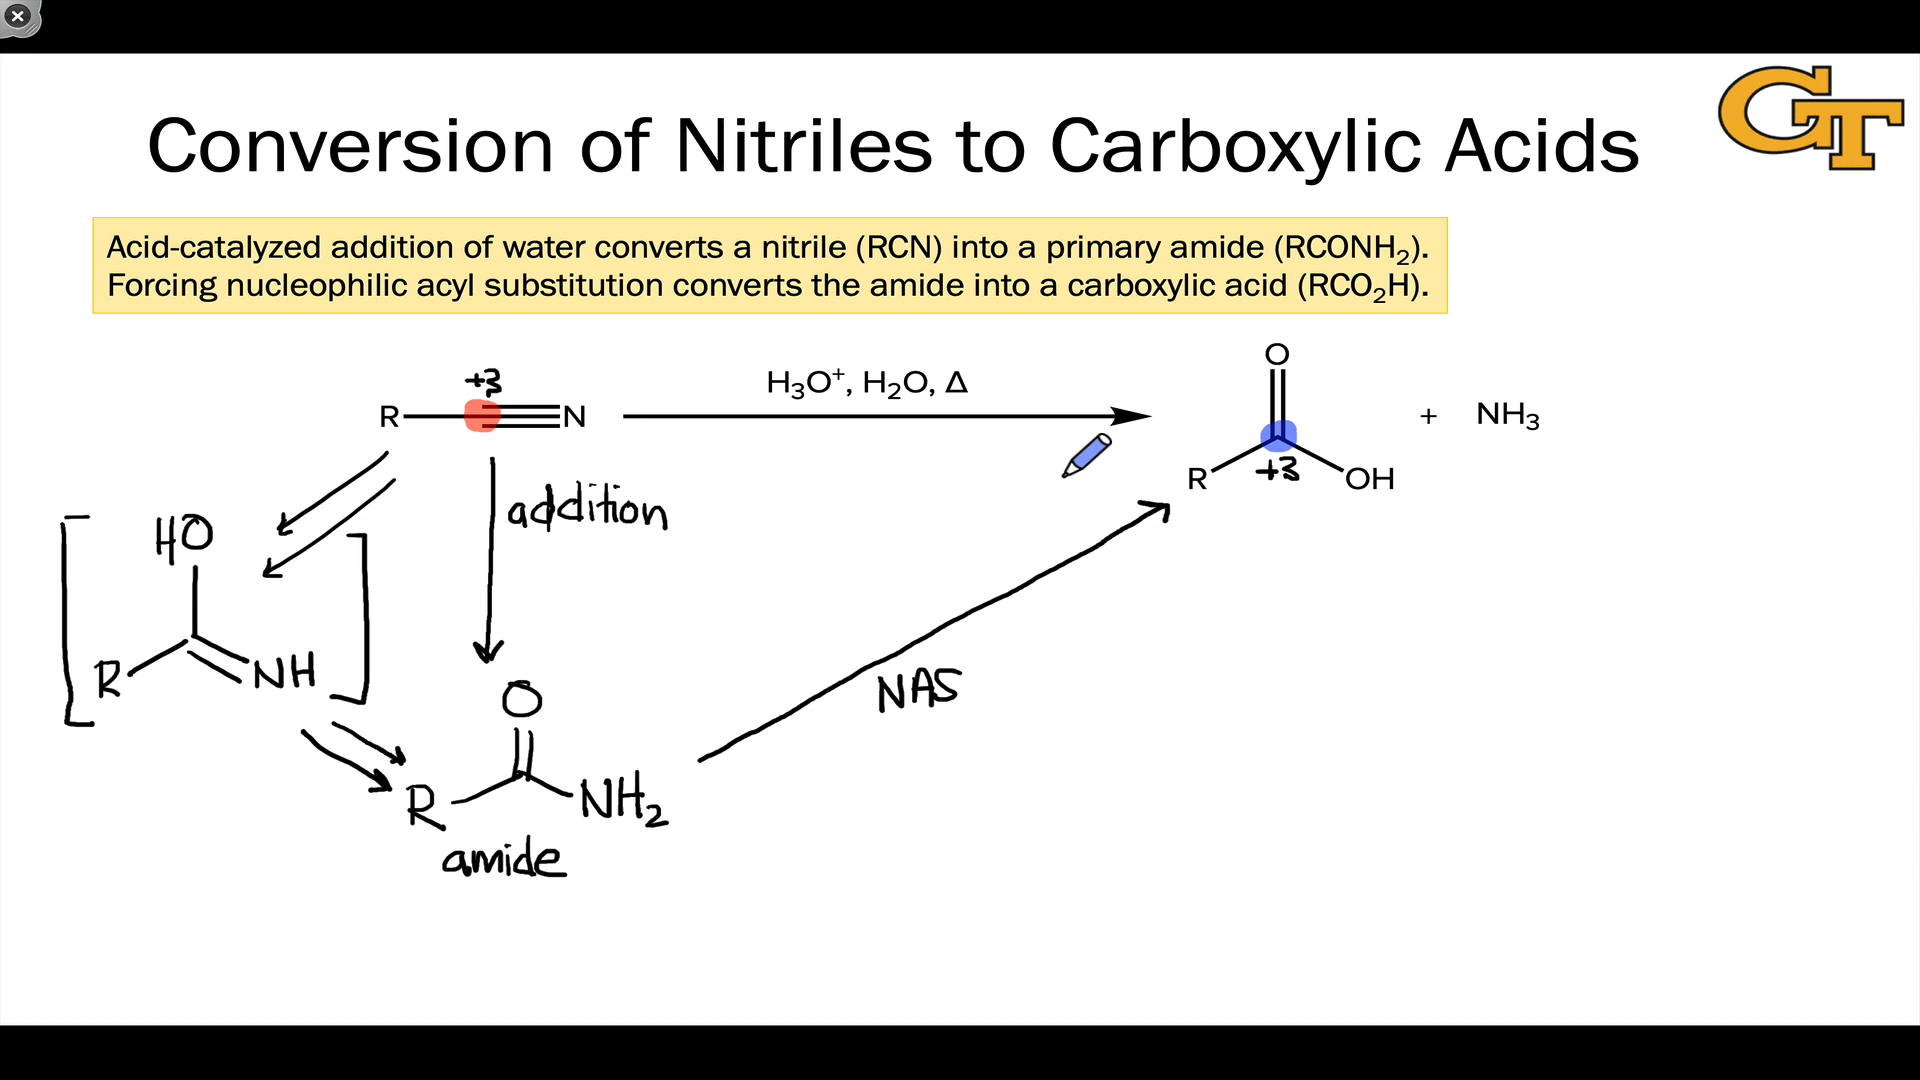 GT
Conversion of Nitriles to Carboxylic Acids
Acid-catalyzed addition of water converts a nitrile (RCN) into a primary amide (RCONH₂).
Forcing nucleophilic acyl substitution converts the amide into a carboxylic acid (RCO₂H).
+3
R N
H₃O⁺, H₂O, Δ
O
R +3 OH
+ NH₃
addition
HO
R NH
O
R NH₂
amide
NAS